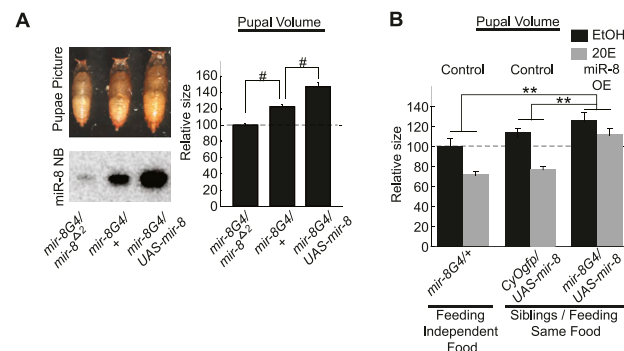 A
Pupae Picture
miR-8 NB
mir-8G4/
mir-8Δ2
mir-8G4/
+
mir-8G4/
UAS-mir-8
Pupal Volume
Relative size
160
140
120
100
80
60
40
20
0
#
#
mir-8G4/
mir-8Δ2
mir-8G4/
+
mir-8G4/
UAS-mir-8
B
Pupal Volume
EtOH
20E
Control
Control
miR-8
OE
**
**
Relative size
140
120
100
80
60
40
20
0
mir-8G4/+
CyOgfp/
UAS-mir-8
mir-8G4/
UAS-mir-8
Feeding
Independent
Food
Siblings / Feeding
Same Food